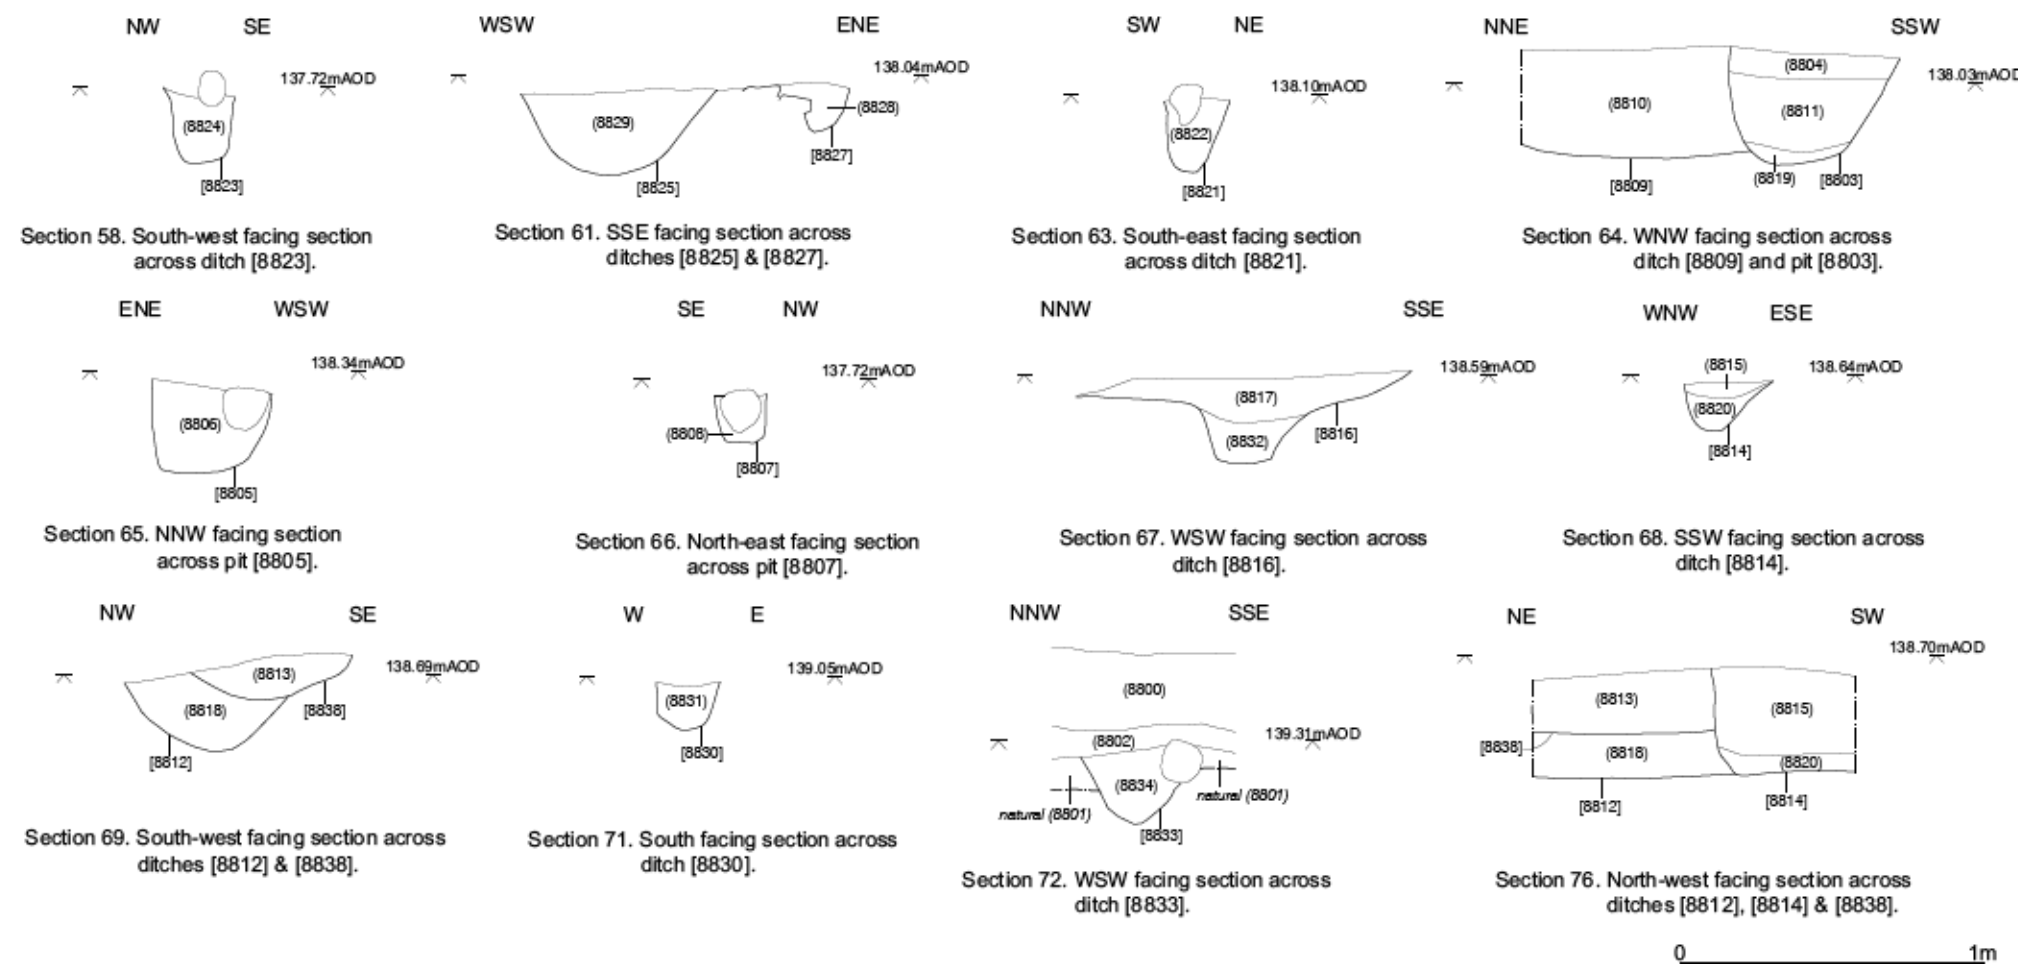 NW SE
137.72mAOD
(8824)
[8823]
Section 58. South-west facing section
across ditch [8823].
WSW ENE
138.04mAOD
(8829)
(8828)
[8827]
[8825]
Section 61. SSE facing section across
ditches [8825] & [8827].
SW NE
138.10mAOD
(8822)
[8821]
Section 63. South-east facing section
across ditch [8821].
NNE SSW
(8804)
138.03mAOD
(8810)
(8811)
[8809]
(8819) [8803]
Section 64. WNW facing section across
ditch [8809] and pit [8803].
ENE WSW
138.34mAOD
(8806)
[8805]
Section 65. NNW facing section
across pit [8805].
SE NW
137.72mAOD
(8808)
[8807]
Section 66. North-east facing section
across pit [8807].
NNW SSE
138.59mAOD
(8817)
(8832)
[8816]
Section 67. WSW facing section across
ditch [8816].
WNW ESE
(8815)
138.64mAOD
(8820)
[8814]
Section 68. SSW facing section across
ditch [8814].
NW SE
138.69mAOD
(8813)
(8818)
[8838]
[8812]
Section 69. South-west facing section across
ditches [8812] & [8838].
W E
139.05mAOD
(8831)
[8830]
Section 71. South facing section across
ditch [8830].
NNW SSE
(8800)
139.31mAOD
(8802)
(8834)
natural (8801)
natural (8801)
[8833]
Section 72. WSW facing section across
ditch [8833].
NE SW
138.70mAOD
(8813)
(8815)
[8838]
(8818)
(8820)
[8812]
[8814]
Section 76. North-west facing section across
ditches [8812], [8814] & [8838].
0 1m